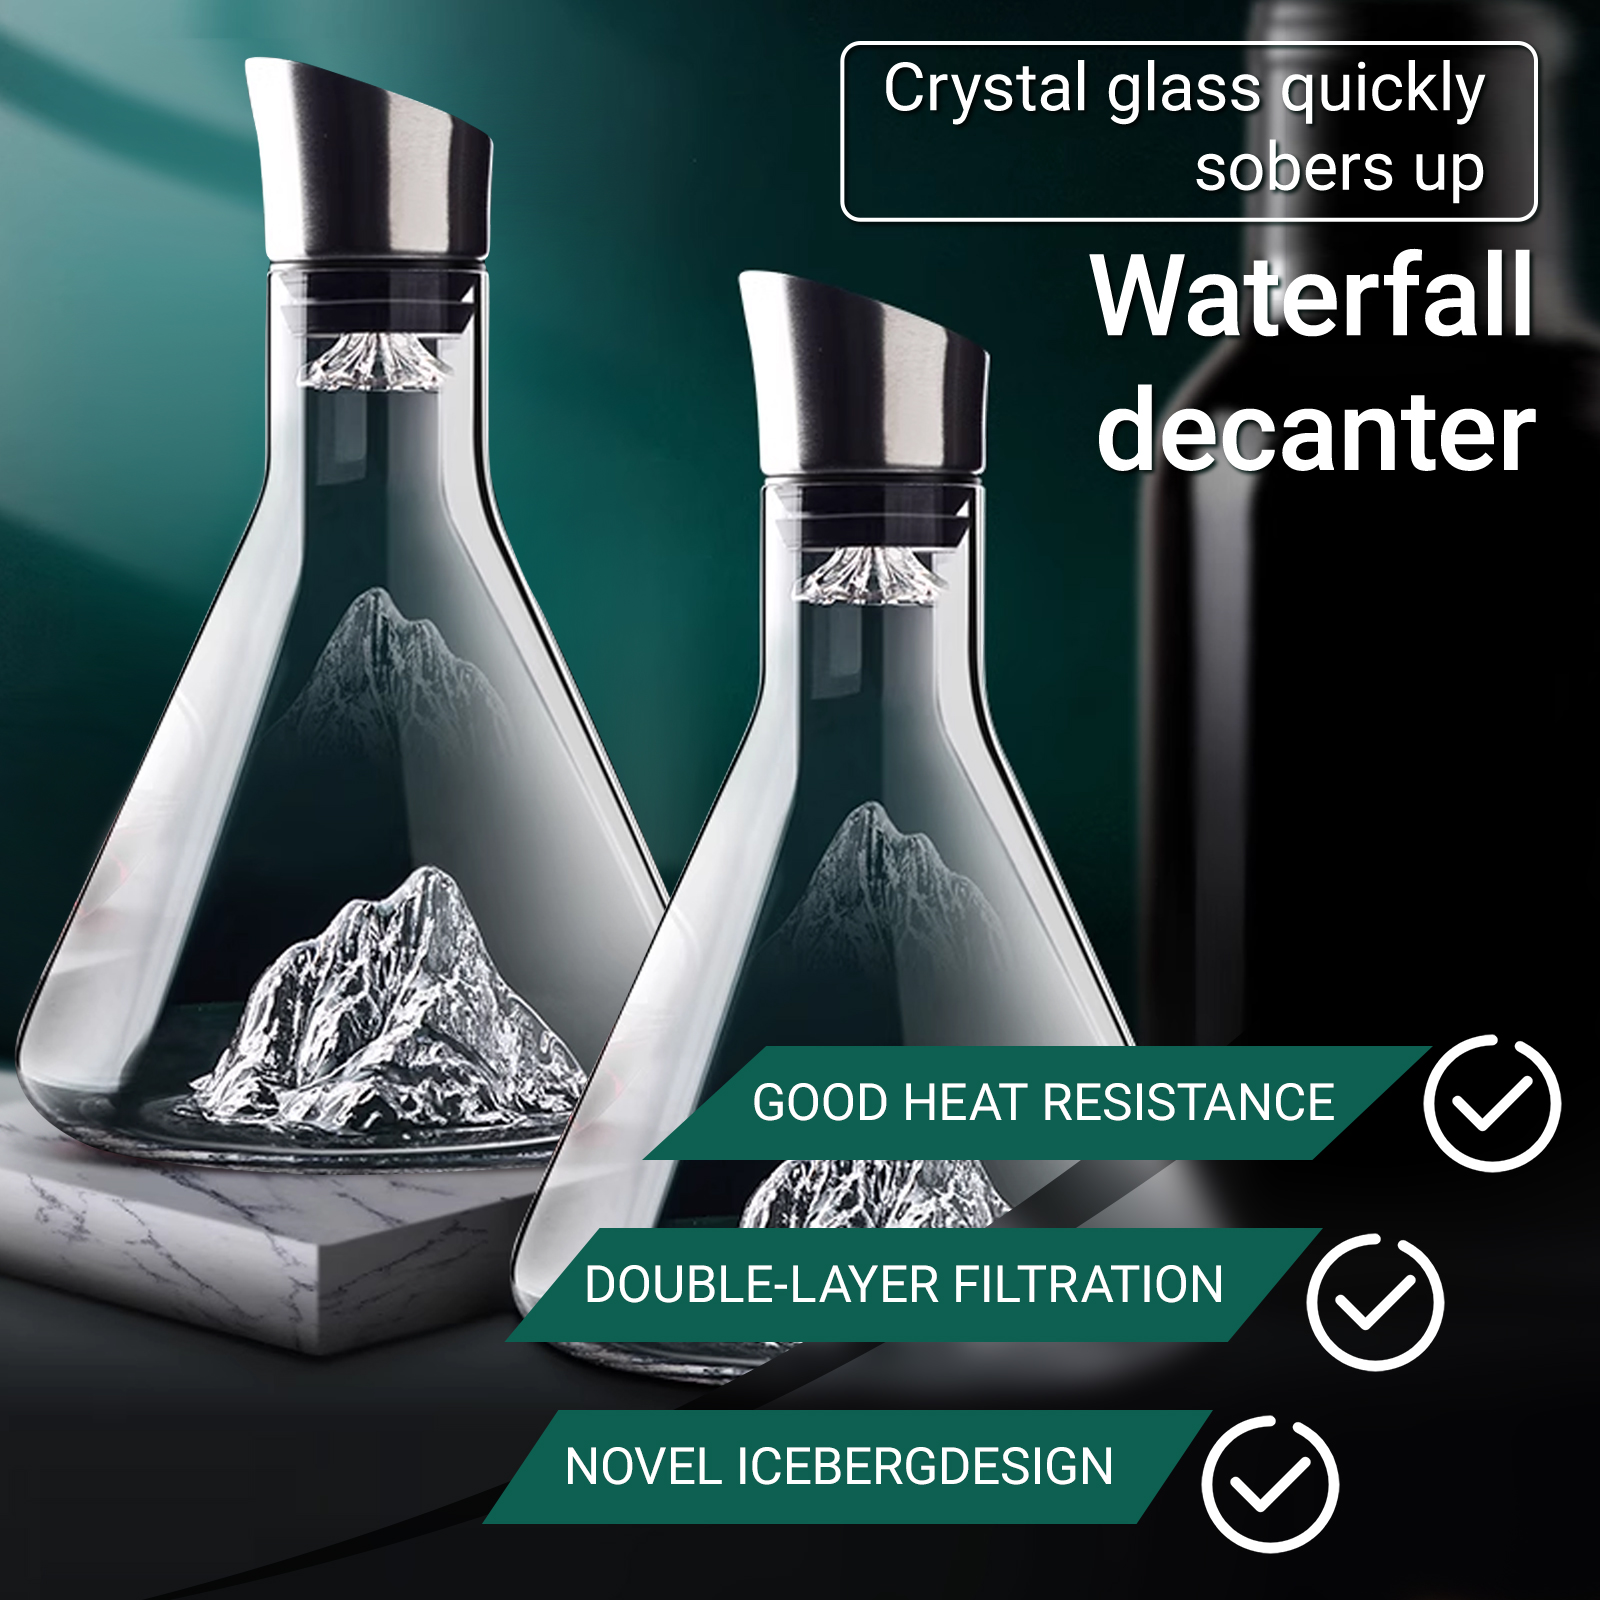 Crystal glass quickly
sobers up
Waterfall
decanter
GOOD HEAT RESISTANCE
DOUBLE-LAYER FILTRATION
NOVEL ICEBERGDESIGN